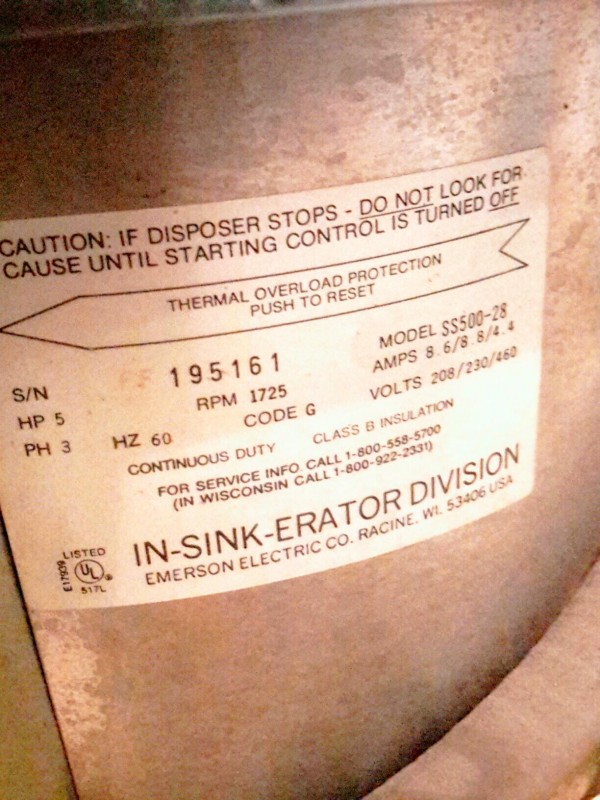 CAUTION: IF DISPOSER STOPS - DO NOT LOOK FOR
CAUSE UNTIL STARTING CONTROL IS TURNED OFF
THERMAL OVERLOAD PROTECTION
PUSH TO RESET
S/N 195161 MODEL SS500-28
HP 5 RPM 1725 AMPS 8.6/8.8/4.4
PH 3 HZ 60 CODE G VOLTS 208/230/460
CONTINUOUS DUTY CLASS B INSULATION
FOR SERVICE INFO. CALL 1-800-558-5700
(IN WISCONSIN CALL 1-800-922-2331)
IN-SINK-ERATOR DIVISION
EMERSON ELECTRIC CO. RACINE, WI. 53406 USA
LISTED
UL®
517L
E17939